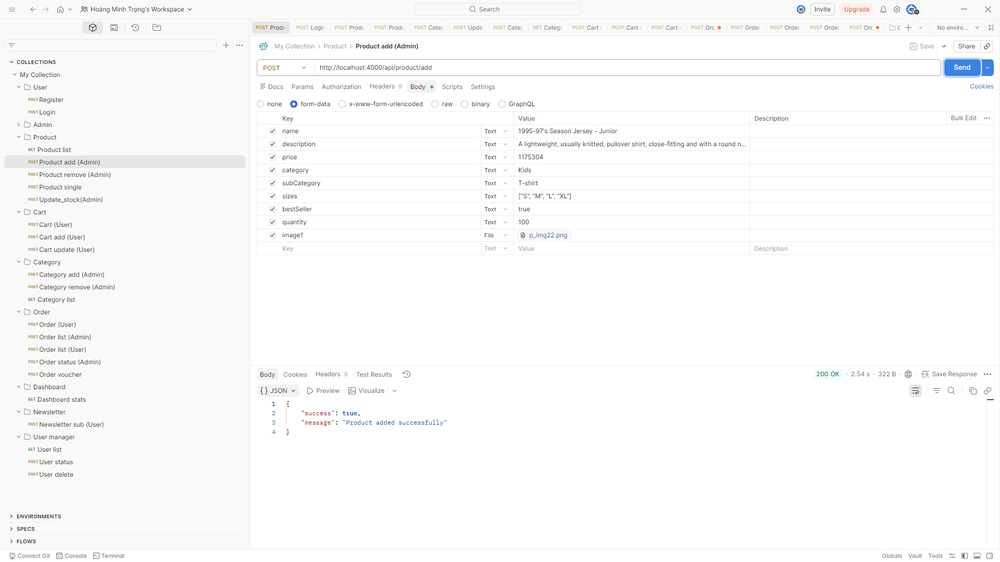 Hoàng Minh Trọng's Workspace
Search
Invite
Upgrade
POST Produ
POST Login
POST Produ
POST Produ
POST Categ
POST Upda
POST Categ
GET Catego
POST Cart (
POST Cart a
POST Cart u
POST Orc
POST Order
POST Order
POST Order
POST Orc
No enviro...
My Collection > Product > Product add (Admin)
Save
Share
POST
http://localhost:4000/api/product/add
Send
Docs
Params
Authorization
Headers 9
Body
Scripts
Settings
Cookies
none
form-data
x-www-form-urlencoded
raw
binary
GraphQL
Key Value Description Bulk Edit
name Text 1995-97's Season Jersey - Junior
description Text A lightweight, usually knitted, pullover shirt, close-fitting and with a round n...
price Text 1175304
category Text Kids
subCategory Text T-shirt
sizes Text ["S", "M", "L", "XL"]
bestSeller Text true
quantity Text 100
image1 File p_img22.png
Key Text Value Description
COLLECTIONS
My Collection
User
POST Register
POST Login
Admin
Product
GET Product list
POST Product add (Admin)
POST Product remove (Admin)
POST Product single
POST Update_stock(Admin)
Cart
POST Cart (User)
POST Cart add (User)
POST Cart update (User)
Category
POST Category add (Admin)
POST Category remove (Admin)
GET Category list
Order
POST Order (User)
POST Order list (Admin)
POST Order list (User)
POST Order status (Admin)
POST Order voucher
Dashboard
GET Dashboard stats
Newsletter
POST Newsletter sub (User)
User manager
GET User list
POST User status
POST User delete
ENVIRONMENTS
SPECS
FLOWS
Body
Cookies
Headers 8
Test Results
200 OK • 2.54 s • 322 B
e.g. Save Response
{} JSON
Preview
Visualize
1 {
2 "success": true,
3 "message": "Product added successfully"
4 }
Connect Git
Console
Terminal
Globals
Vault
Tools